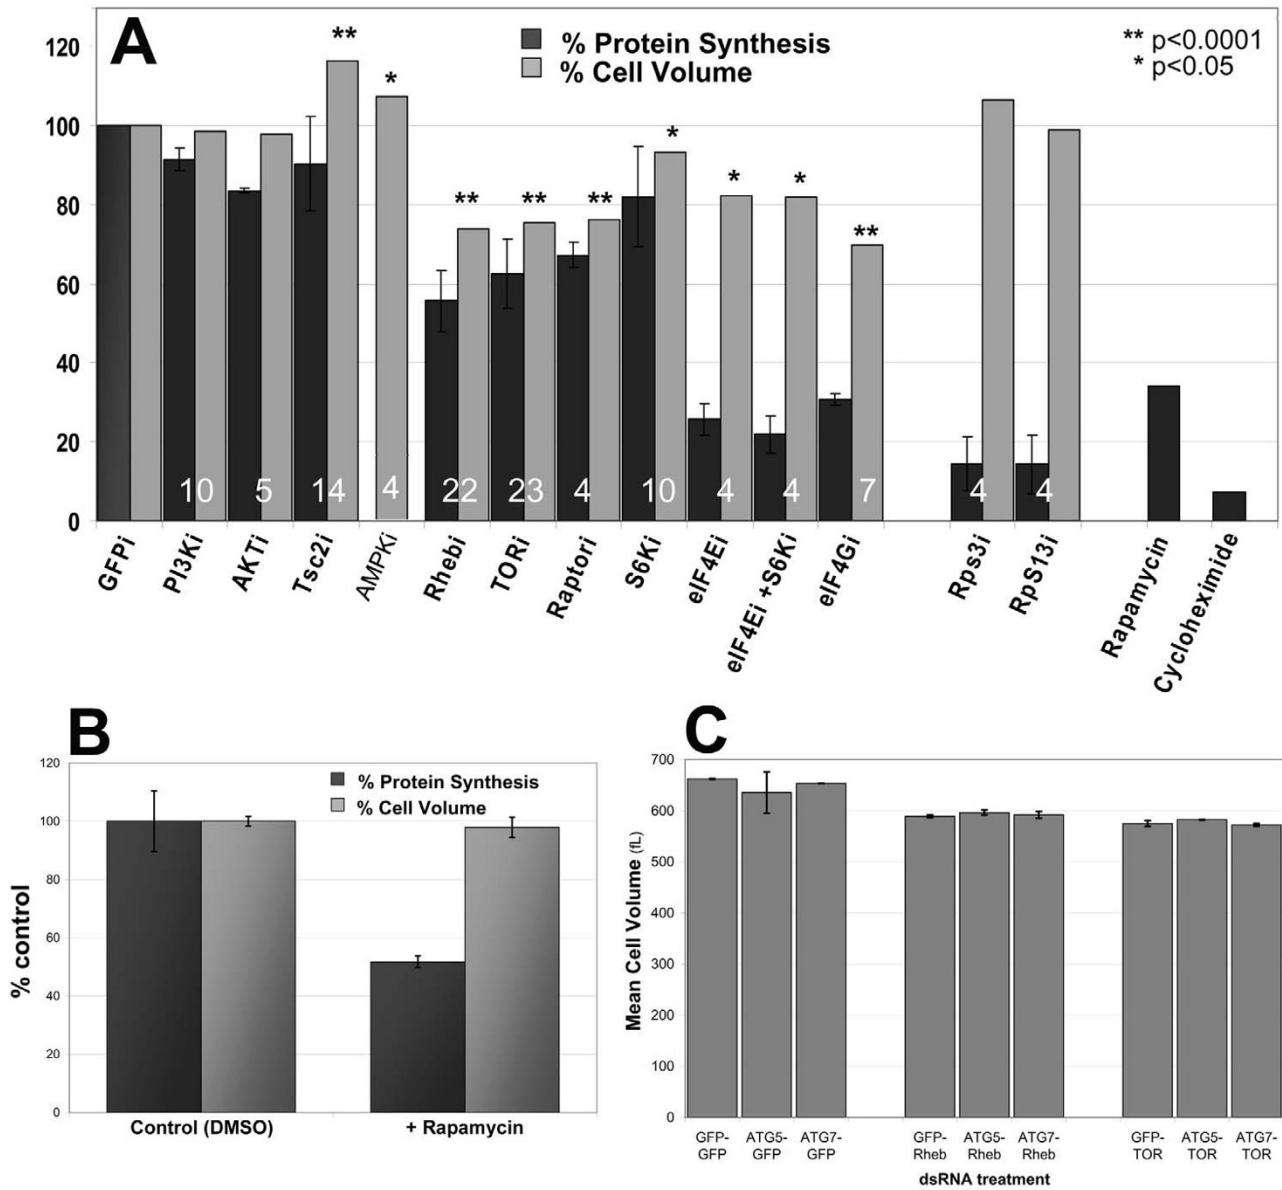 A
** p<0.0001
* p<0.05
% Protein Synthesis
% Cell Volume
120
100
80
60
40
20
0
** * ** ** ** * * * **
10 5 14 4 22 23 4 10 4 4 7 4 4
GFPi PI3Ki AKTi Tsc2i AMPKi Rhebi TORi Raptori S6Ki eIF4Ei eIF4Ei +S6Ki eIF4Gi Rps3i RpS13i Rapamycin Cycloheximide
B
% Protein Synthesis
% Cell Volume
% control
120
100
80
60
40
20
0
Control (DMSO) + Rapamycin
C
Mean Cell Volume (fL)
700
600
500
400
300
200
100
0
GFP- ATG5- ATG7- GFP- ATG5- ATG7- GFP- ATG5- ATG7-
GFP GFP GFP Rheb Rheb Rheb TOR TOR TOR
dsRNA treatment